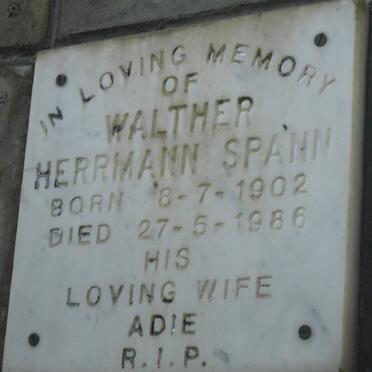 IN LOVING MEMORY
OF
WALTHER
HERRMANN SPANN
BORN 8-7-1902
DIED 27-5-1986
HIS
LOVING WIFE
ADIE
R.I.P.